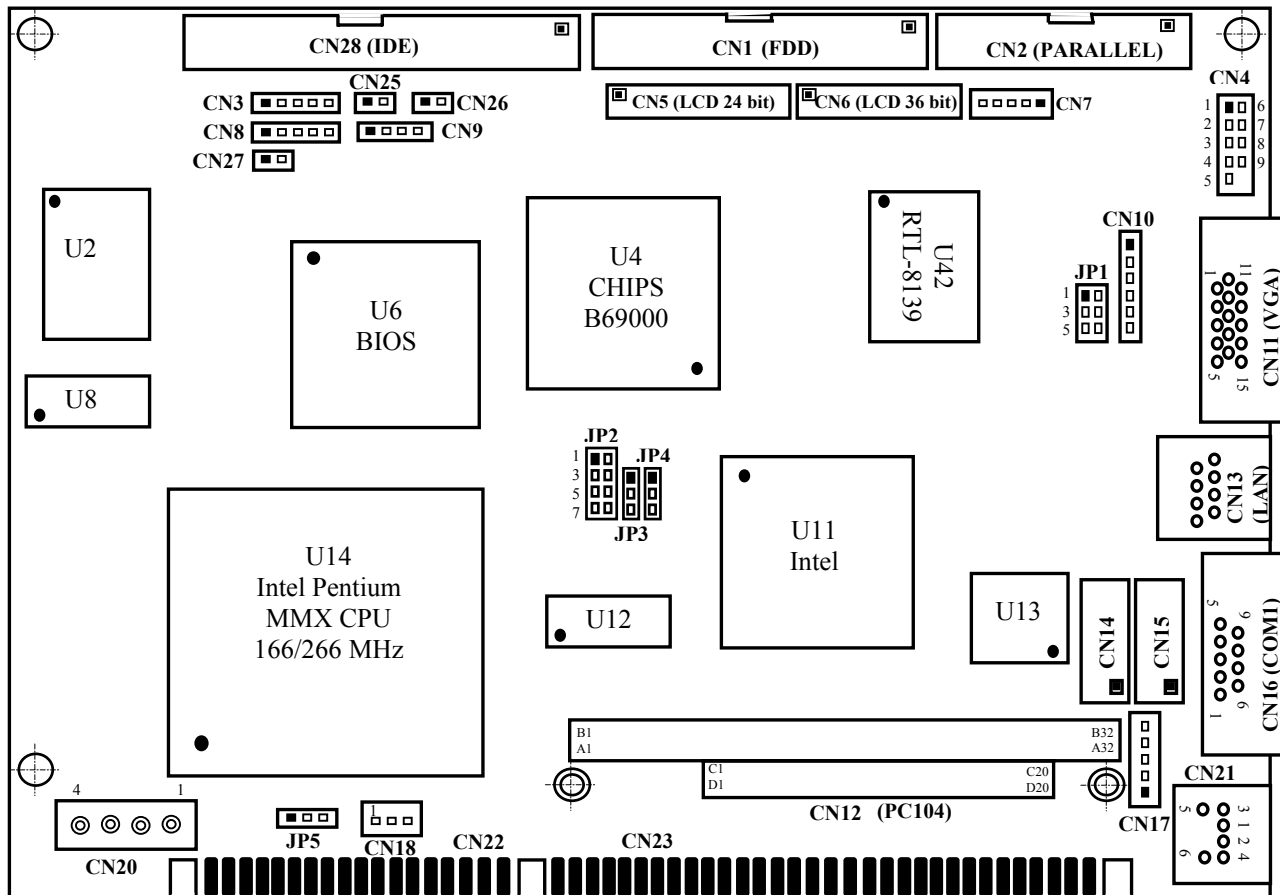 CN28 (IDE)
CN1 (FDD)
CN2 (PARALLEL)
CN25
CN3
CN26
CN5 (LCD 24 bit)
CN6 (LCD 36 bit)
CN7
CN4
1 6
2 7
3 8
4 9
5
CN8
CN9
CN27
U2
U6
BIOS
U4
CHIPS
B69000
U42
RTL-8139
CN10
JP1
1
3
5
CN11 (VGA)
1 11
5 15
U8
JP2
1
3
5
7
JP4
JP3
CN13
(LAN)
U14
Intel Pentium
MMX CPU
166/266 MHz
U11
Intel
U12
U13
CN14
CN15
CN16 (COM1)
5 9
1 6
B1 B32
A1 A32
C1 C20
D1 D20
CN12 (PC104)
CN17
CN21
5 3
1
2
6 4
4 1
CN20
JP5
1
CN18
CN22
CN23